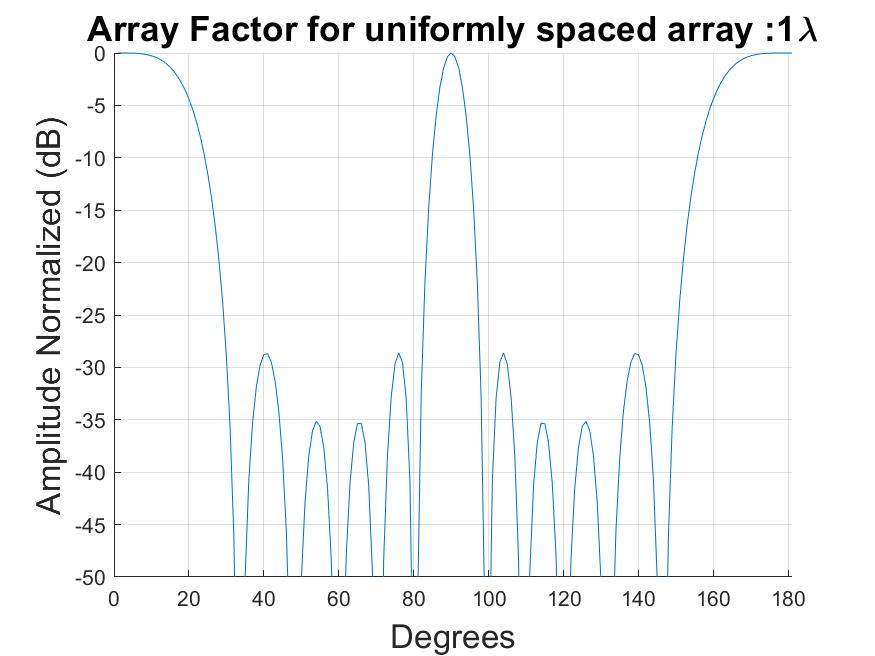 Array Factor for uniformly spaced array :1λ
0
-5
-10
-15
-20
-25
-30
-35
-40
-45
-50
Amplitude Normalized (dB)
0 20 40 60 80 100 120 140 160 180
Degrees